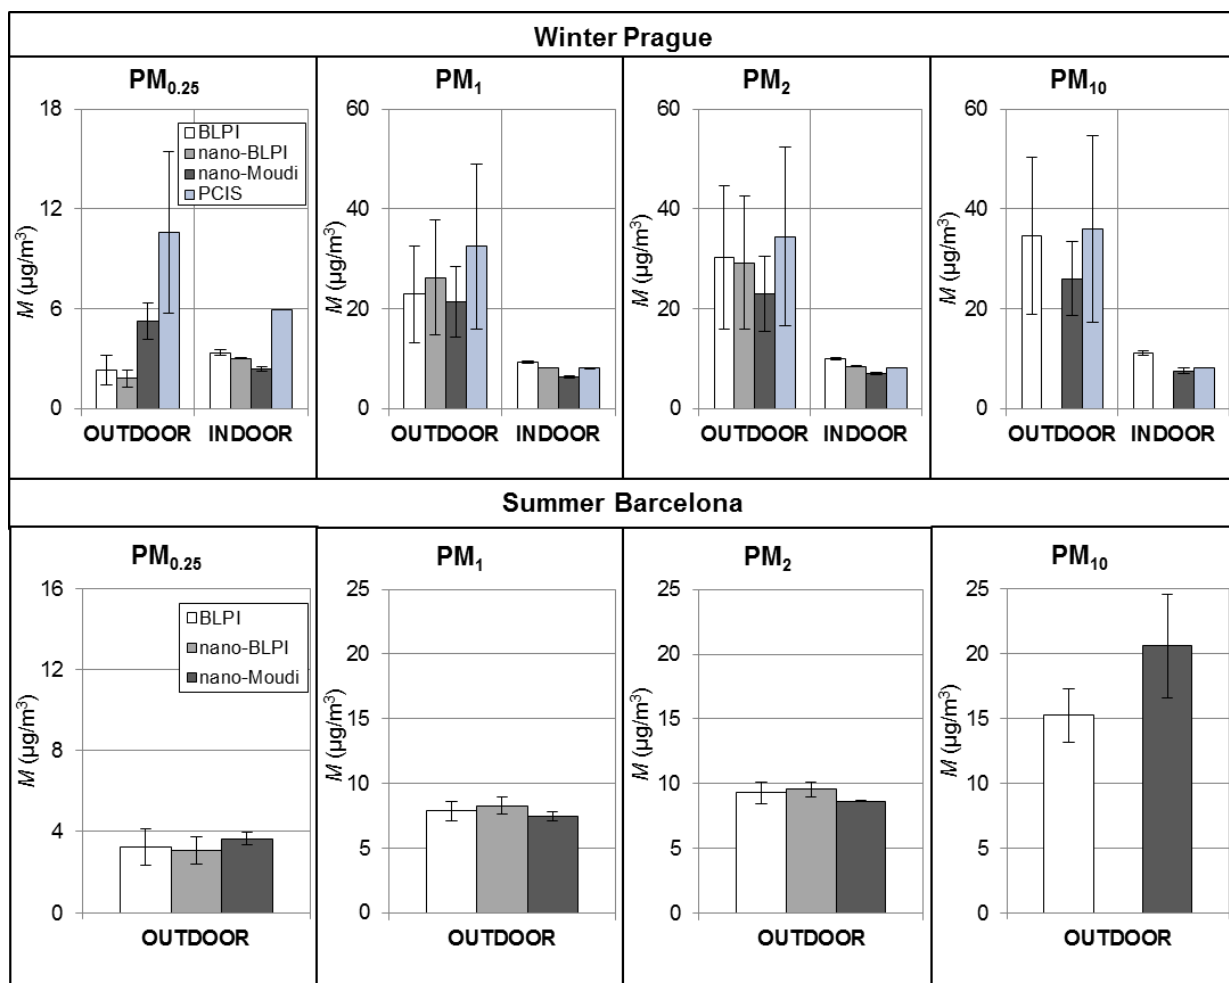 Winter Prague
PM0.25
M (μg/m³)
18
12
6
0
BLPI
nano-BLPI
nano-Moudi
PCIS
OUTDOOR INDOOR
PM1
M (μg/m³)
60
40
20
0
OUTDOOR INDOOR
PM2
M (μg/m³)
60
40
20
0
OUTDOOR INDOOR
PM10
M (μg/m³)
60
40
20
0
OUTDOOR INDOOR
Summer Barcelona
PM0.25
M (μg/m³)
16
12
8
4
0
BLPI
nano-BLPI
nano-Moudi
OUTDOOR
PM1
M (μg/m³)
25
20
15
10
5
0
OUTDOOR
PM2
M (μg/m³)
25
20
15
10
5
0
OUTDOOR
PM10
M (μg/m³)
25
20
15
10
5
0
OUTDOOR